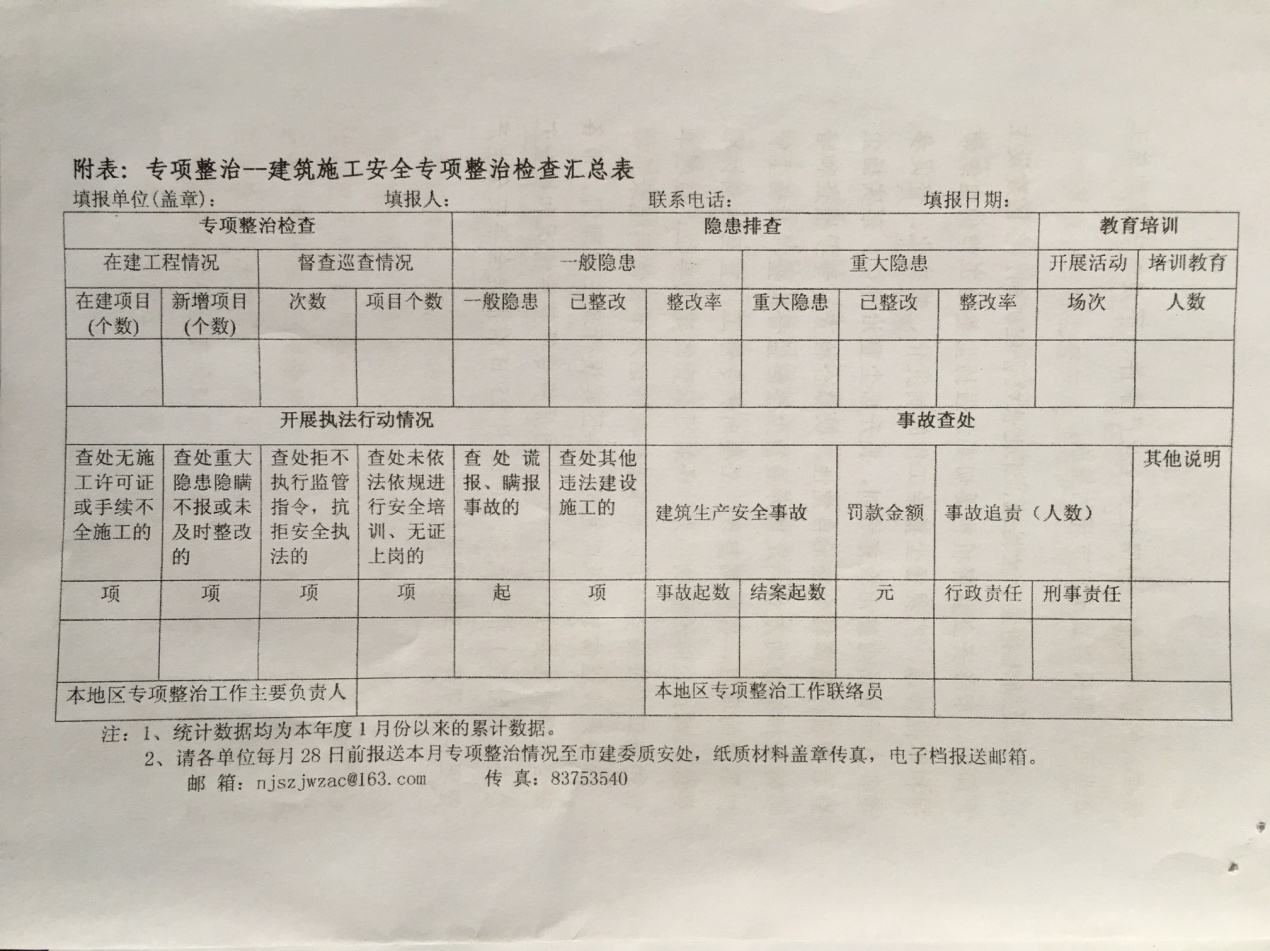 附表：专项整治--建筑施工安全专项整治检查汇总表
填报单位(盖章)： 填报人： 联系电话： 填报日期：
专项整治检查 隐患排查 教育培训
在建工程情况 督查巡查情况 一般隐患 重大隐患 开展活动 培训教育
在建项目 新增项目 次数 项目个数 一般隐患 已整改 整改率 重大隐患 已整改 整改率 场次 人数
(个数) (个数)
开展执法行动情况 事故查处
查处无施 查处重大 查处拒不 查处未依 查处谎 查处其他 其他说明
工许可证 隐患隐瞒 执行监管 法依规进 报、瞒报 违法建设
或手续不 不报或未 指令，抗 行安全培 事故的 施工的 建筑生产安全事故 罚款金额 事故追责（人数）
全施工的 及时整改 拒安全执 训、无证
的 法的 上岗的
项 项 项 项 起 项 事故起数 结案起数 元 行政责任 刑事责任
本地区专项整治工作主要负责人 本地区专项整治工作联络员
注：1、统计数据均为本年度1月份以来的累计数据。
2、请各单位每月28日前报送本月专项整治情况至市建委质安处，纸质材料盖章传真，电子档报送邮箱。
邮 箱：njszjwzac@163.com 传 真：83753540